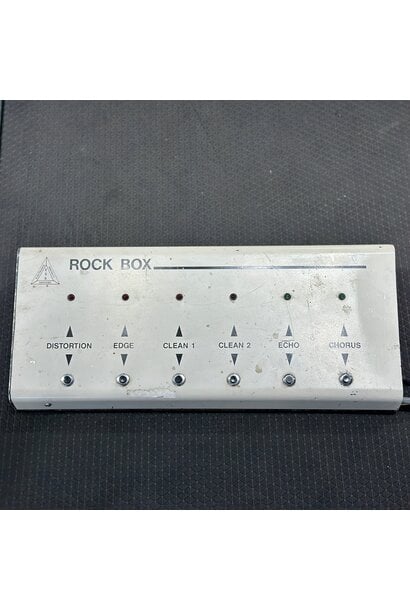 ROCK BOX
DISTORTION EDGE CLEAN 1 CLEAN 2 ECHO CHORUS